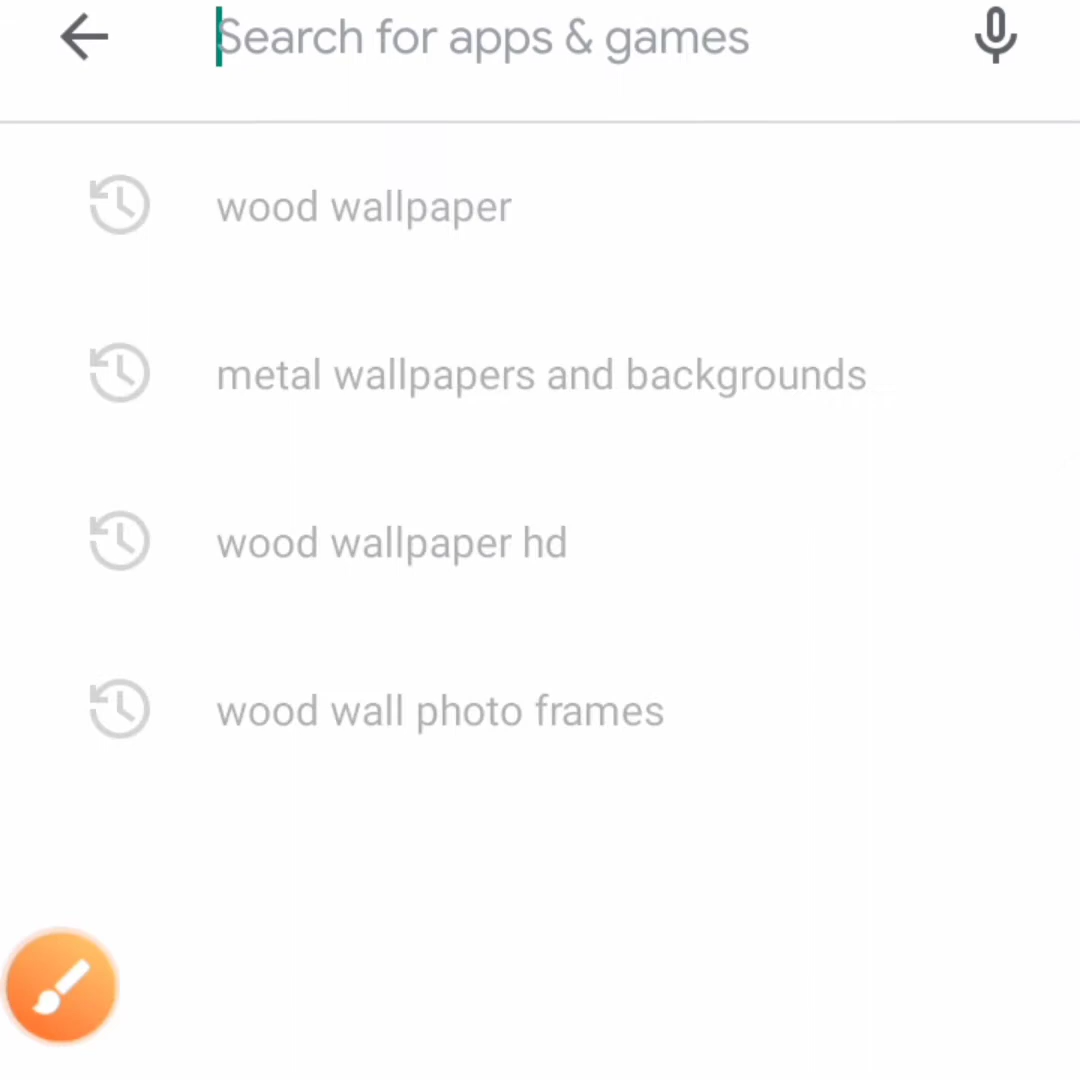 Search for apps & games
wood wallpaper
metal wallpapers and backgrounds
wood wallpaper hd
wood wall photo frames